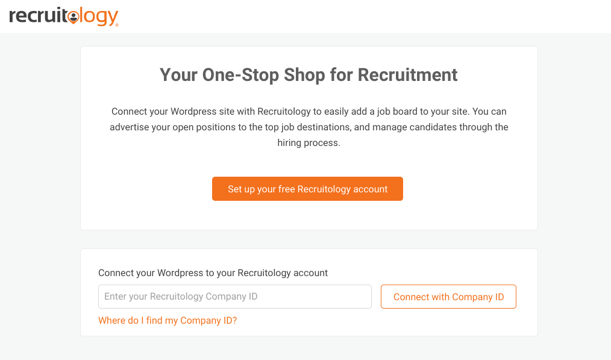 recruitology
Your One-Stop Shop for Recruitment
Connect your Wordpress site with Recruitology to easily add a job board to your site. You can
advertise your open positions to the top job destinations, and manage candidates through the
hiring process.
Set up your free Recruitology account
Connect your Wordpress to your Recruitology account
Enter your Recruitology Company ID
Connect with Company ID
Where do I find my Company ID?